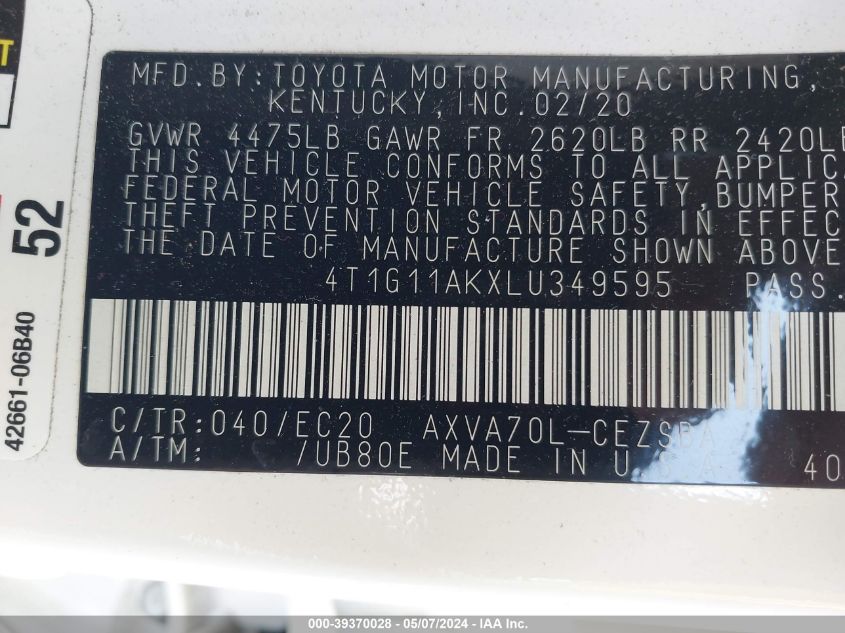 T
52
42661-06B40
MFD. BY: TOYOTA MOTOR MANUFACTURING,
KENTUCKY, INC. 02/20
GVWR 4475LB GAWR FR 2620LB RR 2420LB
THIS VEHICLE CONFORMS TO ALL APPLIC
FEDERAL MOTOR VEHICLE SAFETY, BUMPER
THEFT PREVENTION STANDARDS IN EFFEC
THE DATE OF MANUFACTURE SHOWN ABOVE
4T1G11AKXLU349595 PASS.
C/TR: 040/EC20 AXVA70L-CEZSBA
A/TM: /UB80E MADE IN U.S.A. 40
000-39370028 - 05/07/2024 - IAA Inc.